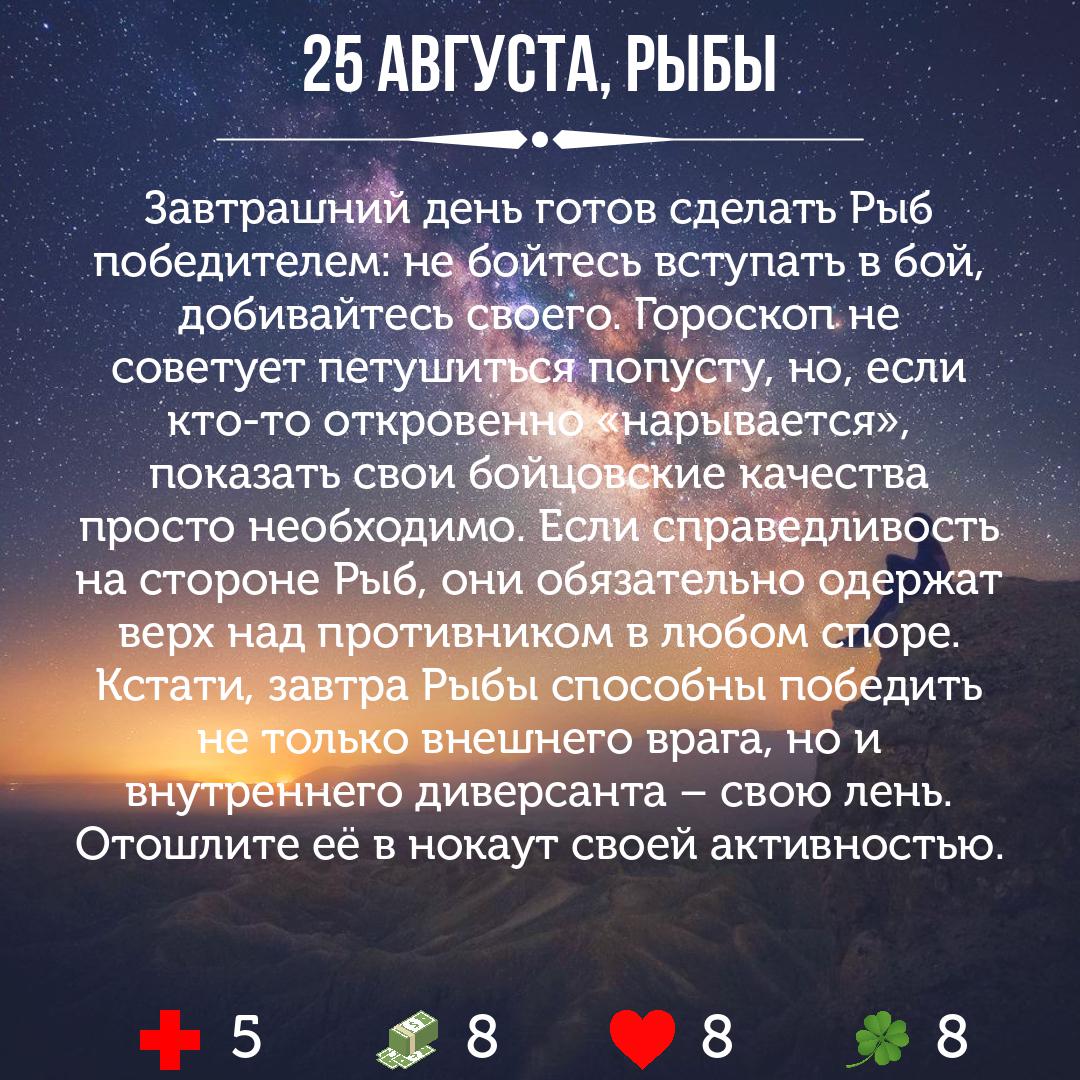 25 АВГУСТА, РЫБЫ
Завтрашний день готов сделать Рыб
победителем: не бойтесь вступать в бой,
добивайтесь своего. Гороскоп не
советует петушиться попусту, но, если
кто-то откровенно «нарывается»,
показать свои бойцовские качества
просто необходимо. Если справедливость
на стороне Рыб, они обязательно одержат
верх над противником в любом споре.
Кстати, завтра Рыбы способны победить
не только внешнего врага, но и
внутреннего диверсанта – свою лень.
Отошлите её в нокаут своей активностью.
5 8 8 8